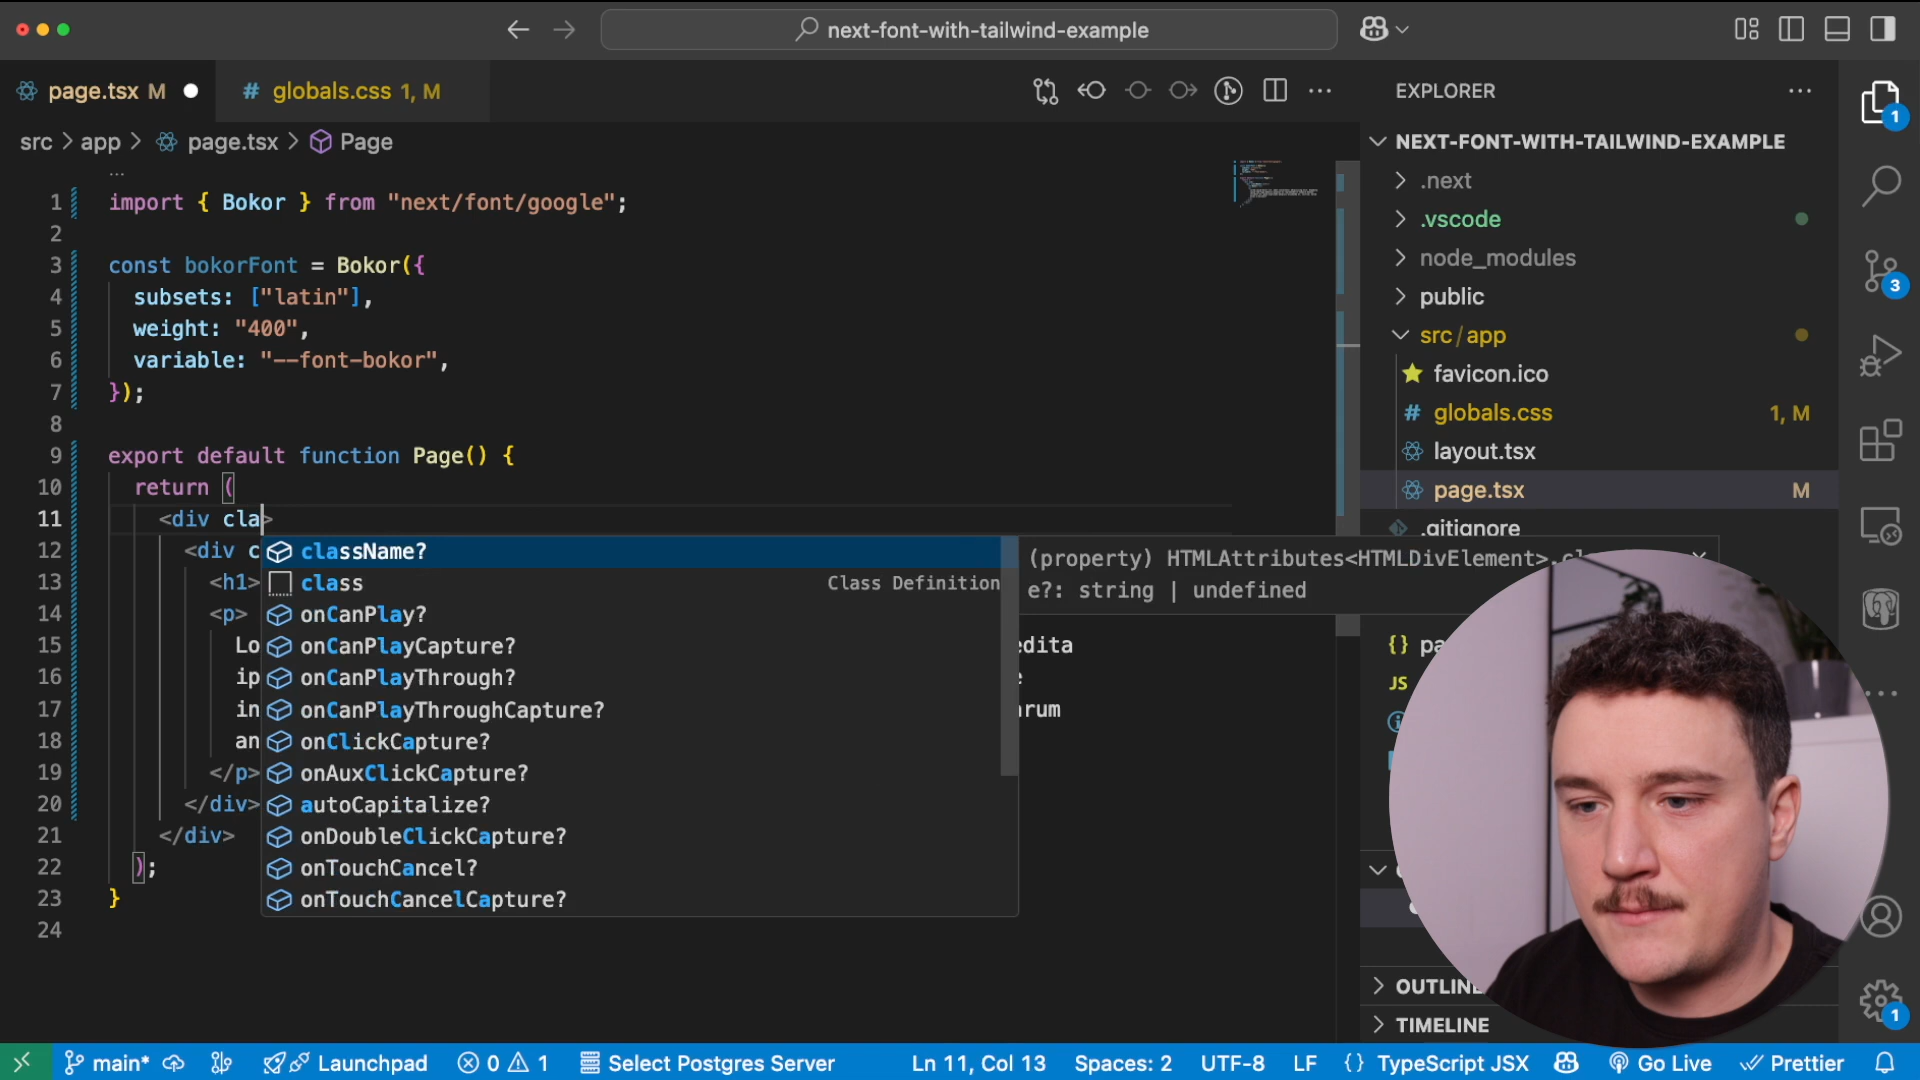 next-font-with-tailwind-example
page.tsx M
# globals.css 1, M
src > app > page.tsx > Page
...
1 import { Bokor } from "next/font/google";
2
3 const bokorFont = Bokor({
4 subsets: ["latin"],
5 weight: "400",
6 variable: "--font-bokor",
7 });
8
9 export default function Page() {
10 return (
11 <div cla>
12 <div c
13 <h1>
14 <p>
15 Lo
edita
16 ip
17 in
rum
18 an
19 </p>
20 </div>
21 </div>
22 );
23 }
24
className?
class Class Definition
onCanPlay?
onCanPlayCapture?
onCanPlayThrough?
onCanPlayThroughCapture?
onClickCapture?
onAuxClickCapture?
autoCapitalize?
onDoubleClickCapture?
onTouchCancel?
onTouchCancelCapture?
(property) HTMLAttributes<HTMLDivElement>.
e?: string | undefined
EXPLORER
NEXT-FONT-WITH-TAILWIND-EXAMPLE
.next
.vscode
node_modules
public
src/app
favicon.ico
# globals.css 1, M
layout.tsx
page.tsx M
.gitignore
{} pa
JS
OUTLINE
TIMELINE
1
3
1
main* Launchpad 0 1 Select Postgres Server Ln 11, Col 13 Spaces: 2 UTF-8 LF {} TypeScript JSX Go Live Prettier